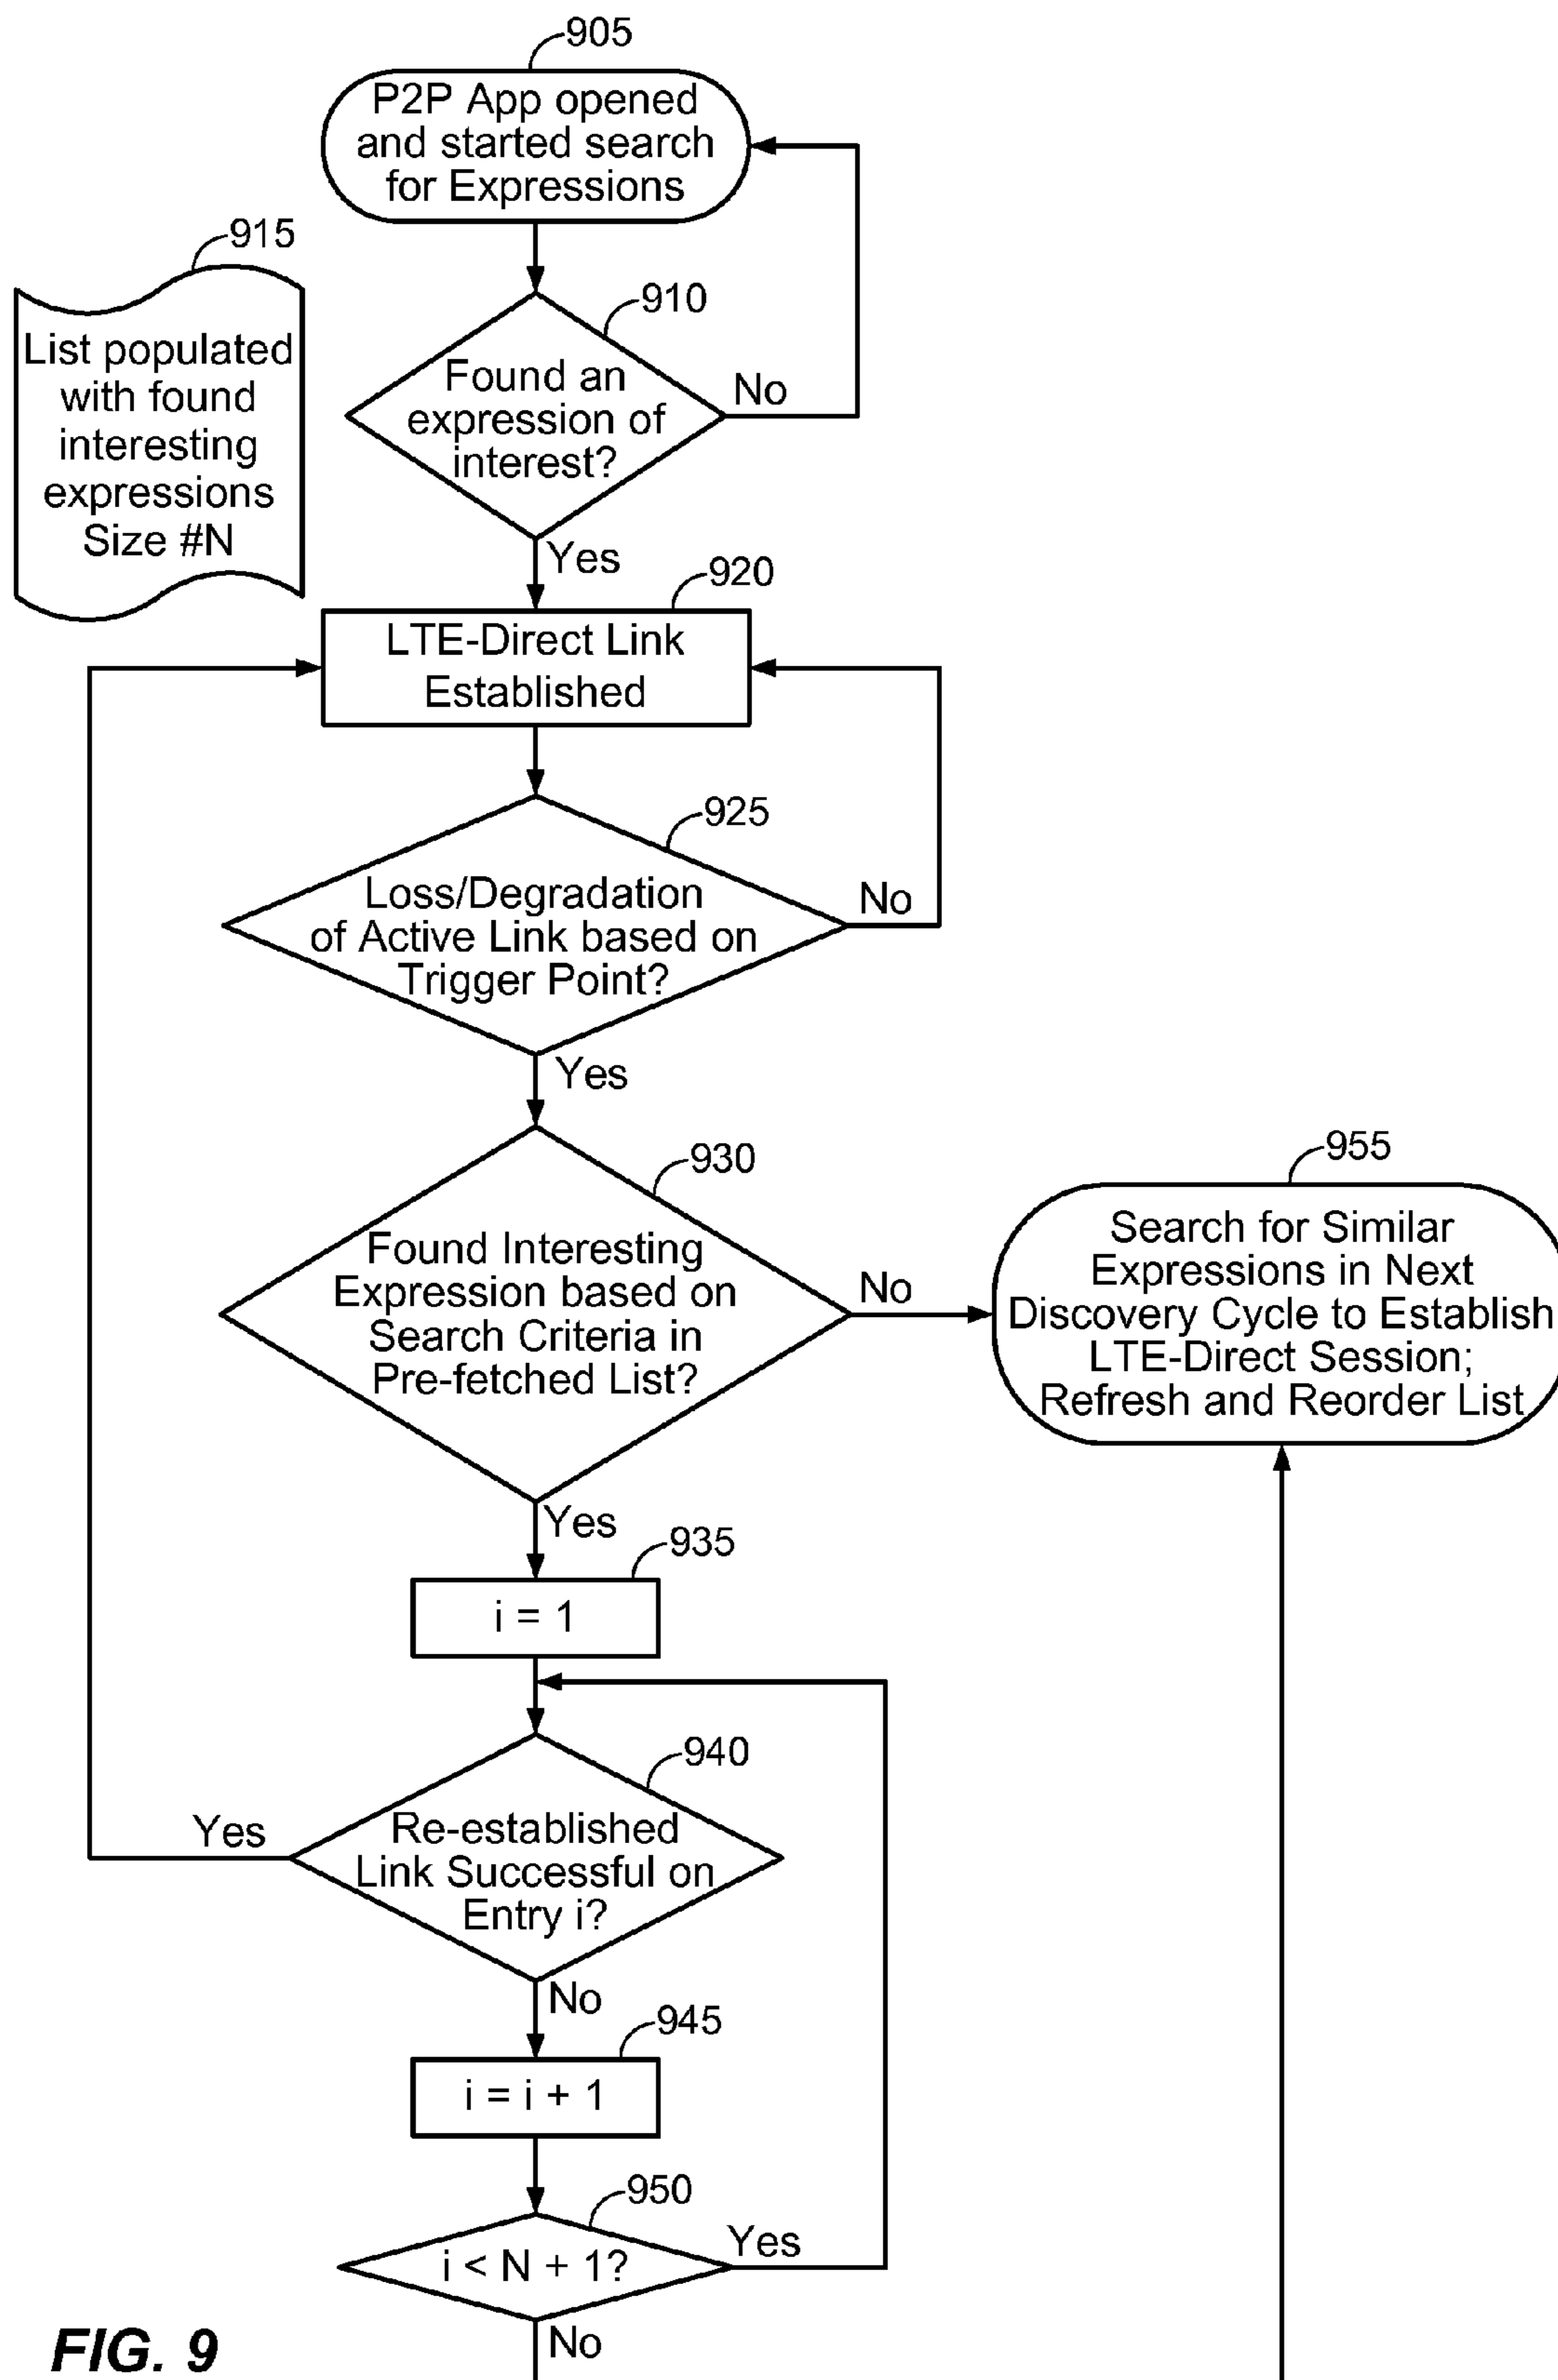 905
P2P App opened
and started search
for Expressions
915
List populated
with found
interesting
expressions
Size #N
910
Found an
expression of
interest?
No
Yes
920
LTE-Direct Link
Established
925
Loss/Degradation
of Active Link based on
Trigger Point?
No
Yes
930
Found Interesting
Expression based on
Search Criteria in
Pre-fetched List?
No
955
Search for Similar
Expressions in Next
Discovery Cycle to Establish
LTE-Direct Session;
Refresh and Reorder List
Yes
935
i = 1
940
Re-established
Link Successful on
Entry i?
Yes
No
945
i = i + 1
950
i < N + 1?
Yes
No
FIG. 9